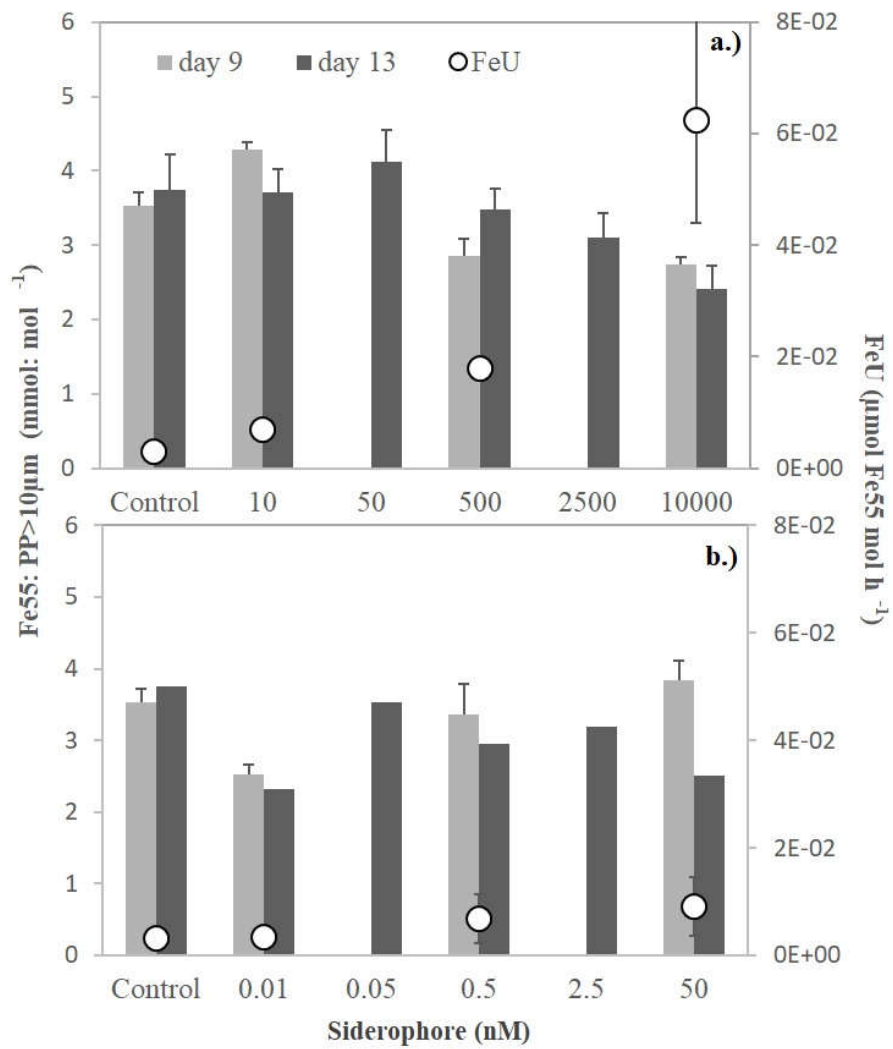 6
5
4
3
2
1
0
day 9
day 13
FeU
a.)
8E-02
6E-02
4E-02
2E-02
0E+00
Control 10 50 500 2500 10000
Fe55: PP>10µm (mmol: mol ⁻¹)
FeU (µmol Fe55 mol h ⁻¹)
6
5
4
3
2
1
0
b.)
8E-02
6E-02
4E-02
2E-02
0E+00
Control 0.01 0.05 0.5 2.5 50
Siderophore (nM)